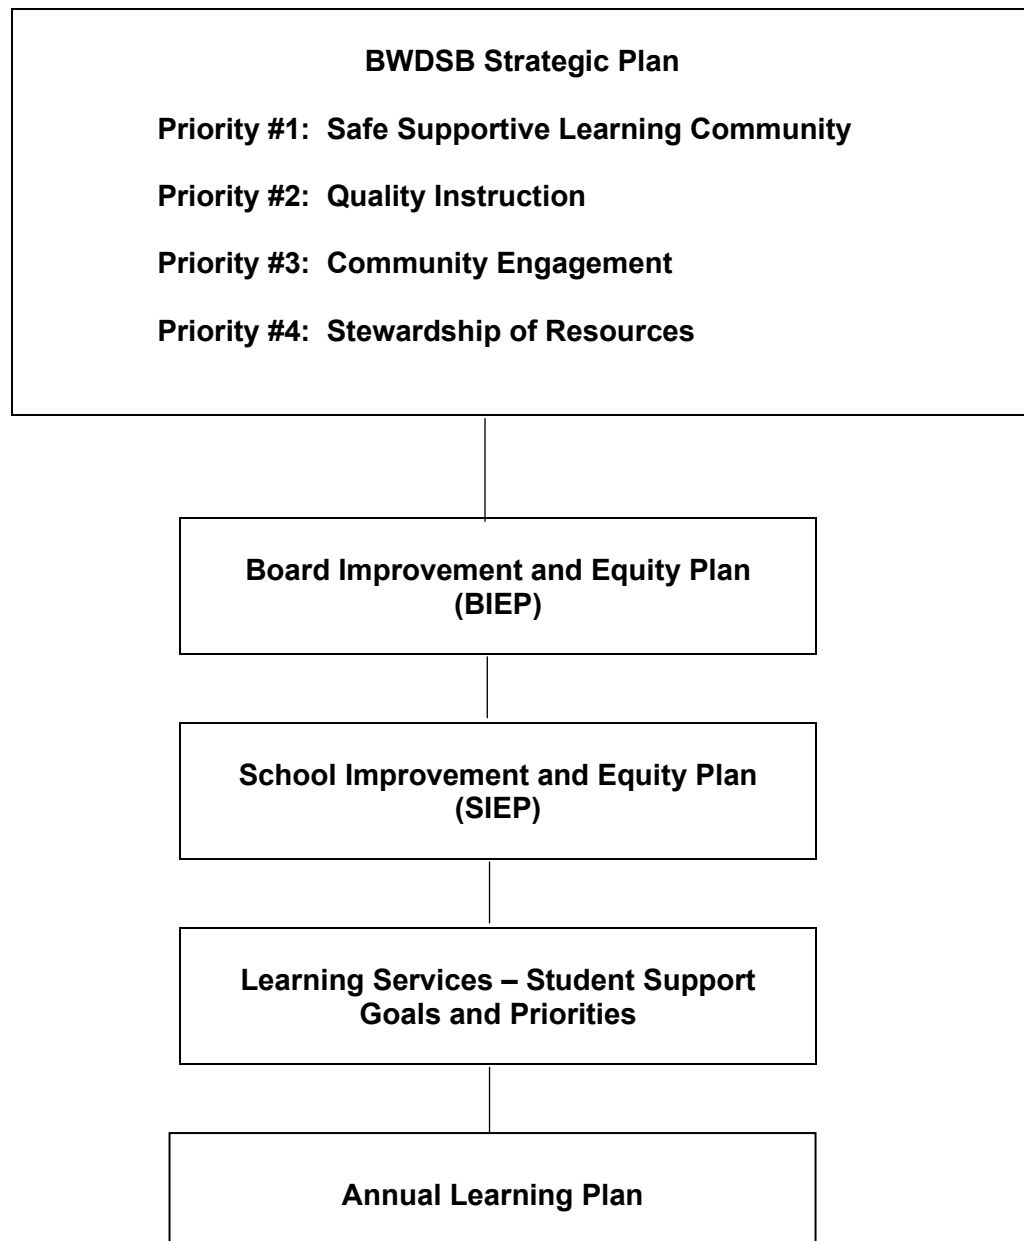 BWDSB Strategic Plan
Priority #1:  Safe Supportive Learning Community
Priority #2:  Quality Instruction
Priority #3:  Community Engagement
Priority #4:  Stewardship of Resources
Board Improvement and Equity Plan
(BIEP)
School Improvement and Equity Plan
(SIEP)
Learning Services – Student Support
Goals and Priorities
Annual Learning Plan